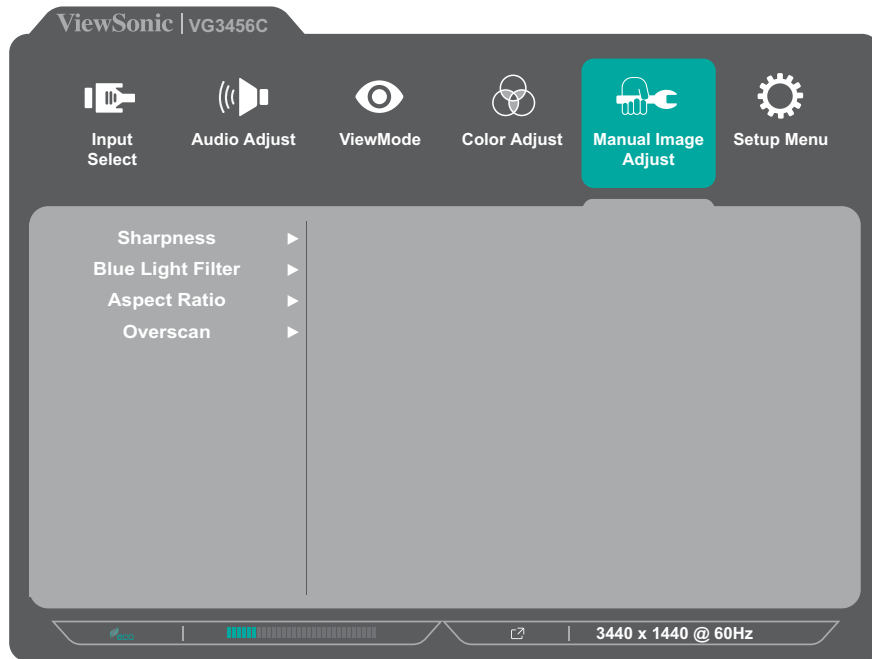 ViewSonic | VG3456C
Input Select
Audio Adjust
ViewMode
Color Adjust
Manual Image Adjust
Setup Menu
Sharpness
Blue Light Filter
Aspect Ratio
Overscan
eco
3440 x 1440 @ 60Hz